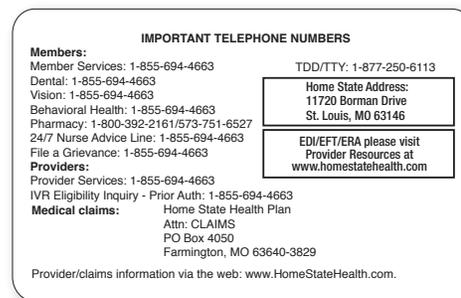 IMPORTANT TELEPHONE NUMBERS
Members:
Member Services: 1-855-694-4663
TDD/TTY: 1-877-250-6113
Dental: 1-855-694-4663
Vision: 1-855-694-4663
Behavioral Health: 1-855-694-4663
Pharmacy: 1-800-392-2161/573-751-6527
24/7 Nurse Advice Line: 1-855-694-4663
File a Grievance: 1-855-694-4663
Home State Address:
11720 Borman Drive
St. Louis, MO 63146
EDI/EFT/ERA please visit
Provider Resources at
www.homestatehealth.com
Providers:
Provider Services: 1-855-694-4663
IVR Eligibility Inquiry - Prior Auth: 1-855-694-4663
Medical claims: Home State Health Plan
Attn: CLAIMS
PO Box 4050
Farmington, MO 63640-3829
Provider/claims information via the web: www.HomeStateHealth.com.